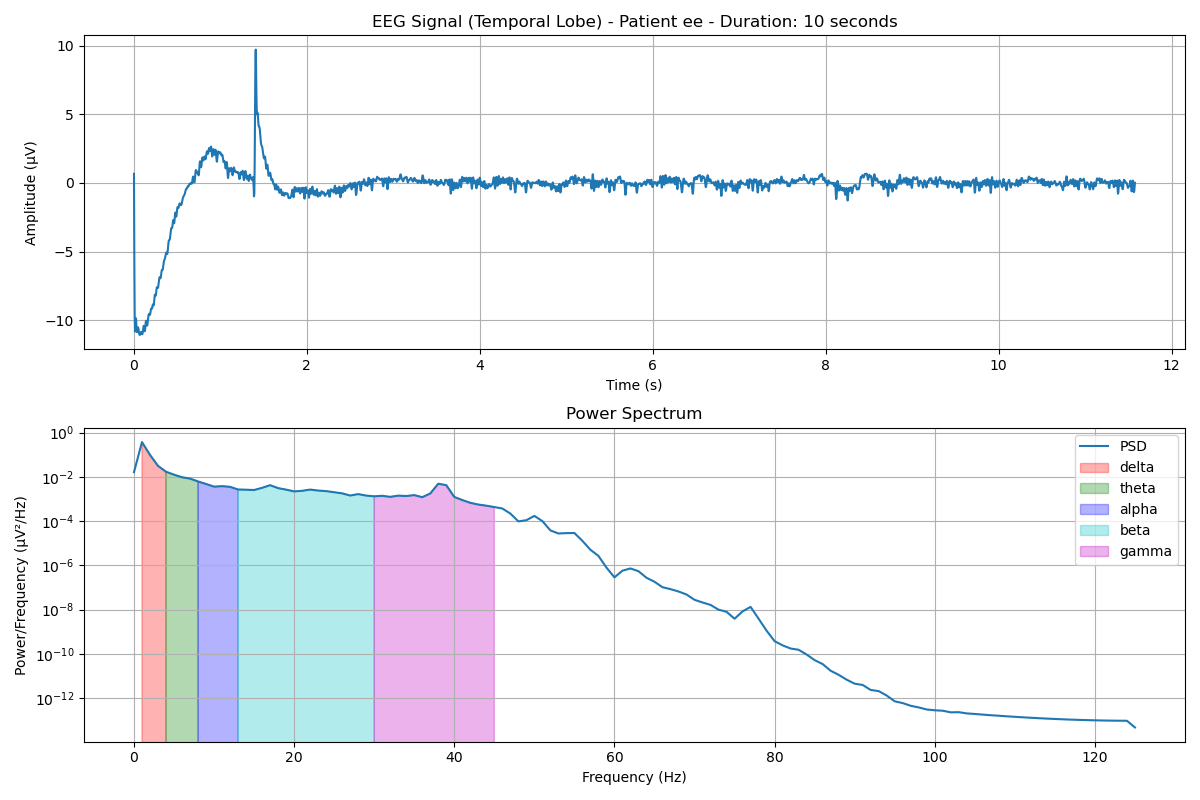 EEG Signal (Temporal Lobe) - Patient ee - Duration: 10 seconds
10
5
0
−5
−10
Amplitude (μV)
0 2 4 6 8 10 12
Time (s)
Power Spectrum
10⁰
10⁻²
10⁻⁴
10⁻⁶
10⁻⁸
10⁻¹⁰
10⁻¹²
Power/Frequency (μV²/Hz)
PSD
delta
theta
alpha
beta
gamma
0 20 40 60 80 100 120
Frequency (Hz)